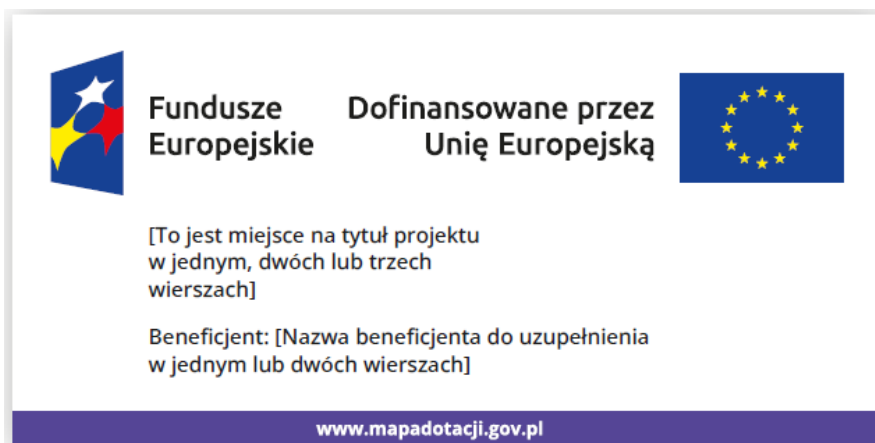 Fundusze
Europejskie
Dofinansowane przez
Unię Europejską
[To jest miejsce na tytuł projektu
w jednym, dwóch lub trzech
wierszach]
Beneficjent: [Nazwa beneficjenta do uzupełnienia
w jednym lub dwóch wierszach]
www.mapadotacji.gov.pl